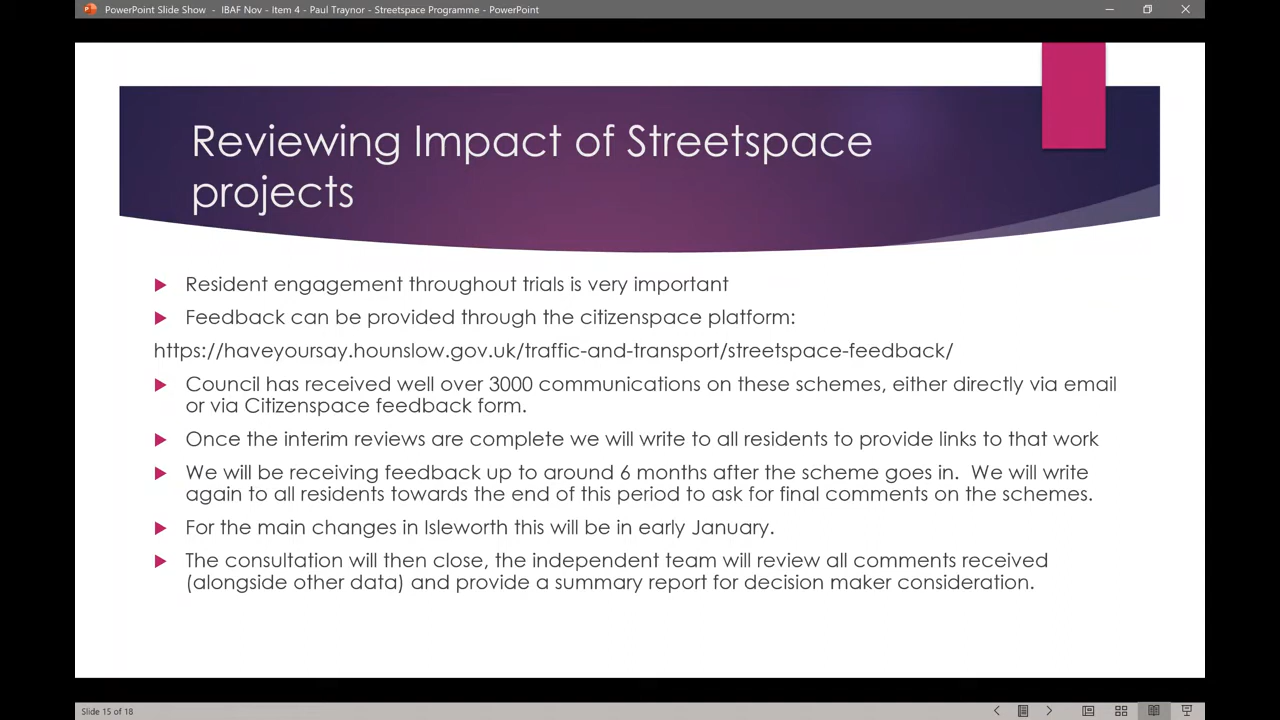 PowerPoint Slide Show - IBAF Nov - Item 4 - Paul Traynor - Streetspace Programme - PowerPoint
Reviewing Impact of Streetspace
projects
Resident engagement throughout trials is very important
Feedback can be provided through the citizenspace platform:
https://haveyoursay.hounslow.gov.uk/traffic-and-transport/streetspace-feedback/
Council has received well over 3000 communications on these schemes, either directly via email
or via Citizenspace feedback form.
Once the interim reviews are complete we will write to all residents to provide links to that work
We will be receiving feedback up to around 6 months after the scheme goes in. We will write
again to all residents towards the end of this period to ask for final comments on the schemes.
For the main changes in Isleworth this will be in early January.
The consultation will then close, the independent team will review all comments received
(alongside other data) and provide a summary report for decision maker consideration.
Slide 15 of 18